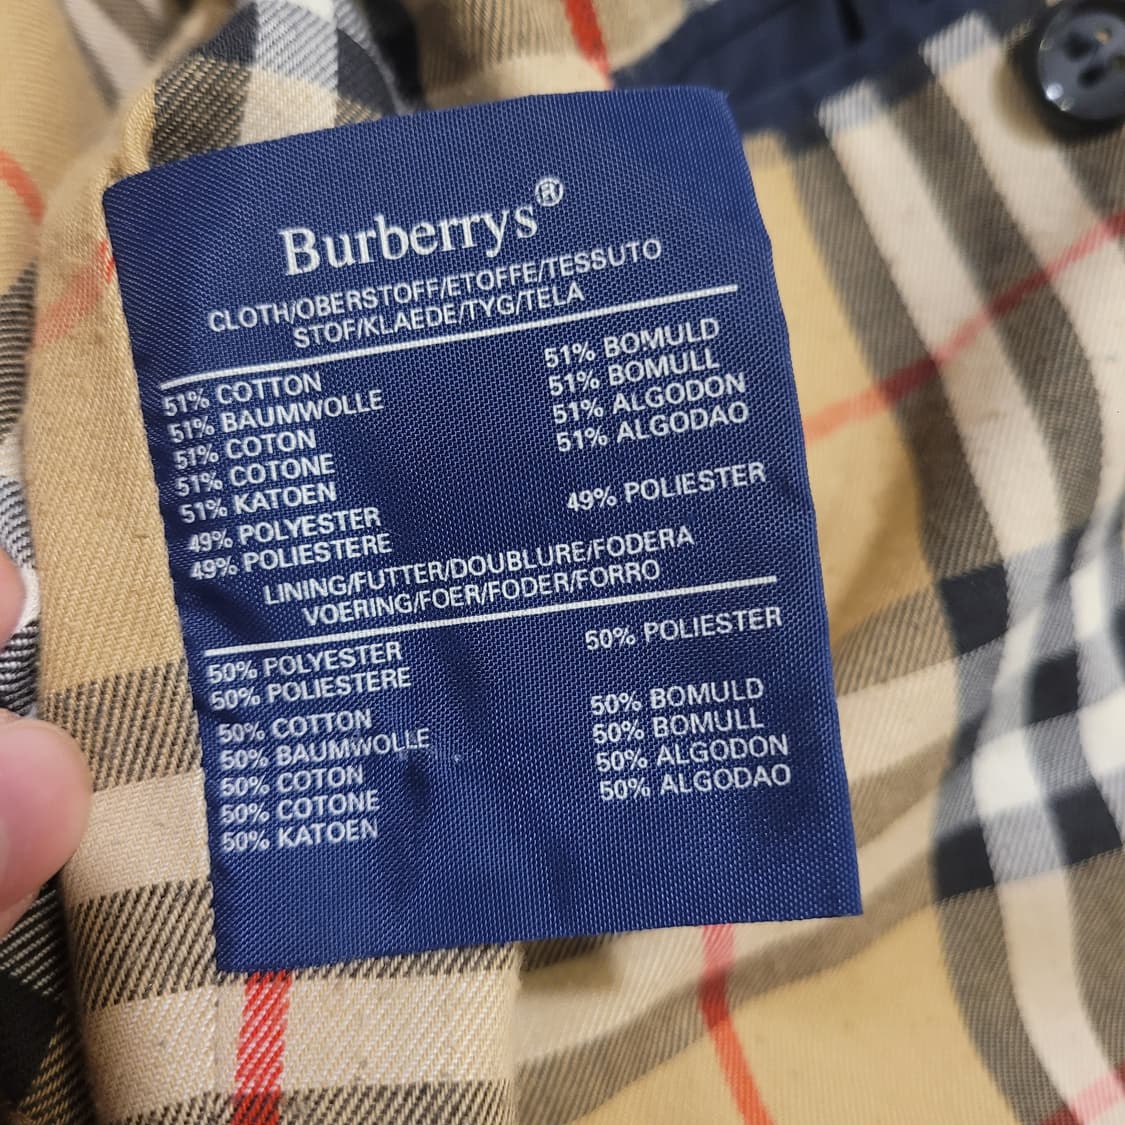 Burberrys®
CLOTH/OBERSTOFF/ETOFFE/TESSUTO
STOF/KLAEDE/TYG/TELA
51% COTTON
51% BAUMWOLLE
51% COTON
51% COTONE
51% KATOEN
49% POLYESTER
49% POLIESTERE
51% BOMULD
51% BOMULL
51% ALGODON
51% ALGODAO
49% POLIESTER
LINING/FUTTER/DOUBLURE/FODERA
VOERING/FOER/FODER/FORRO
50% POLYESTER
50% POLIESTERE
50% COTTON
50% BAUMWOLLE
50% COTON
50% COTONE
50% KATOEN
50% POLIESTER
50% BOMULD
50% BOMULL
50% ALGODON
50% ALGODAO